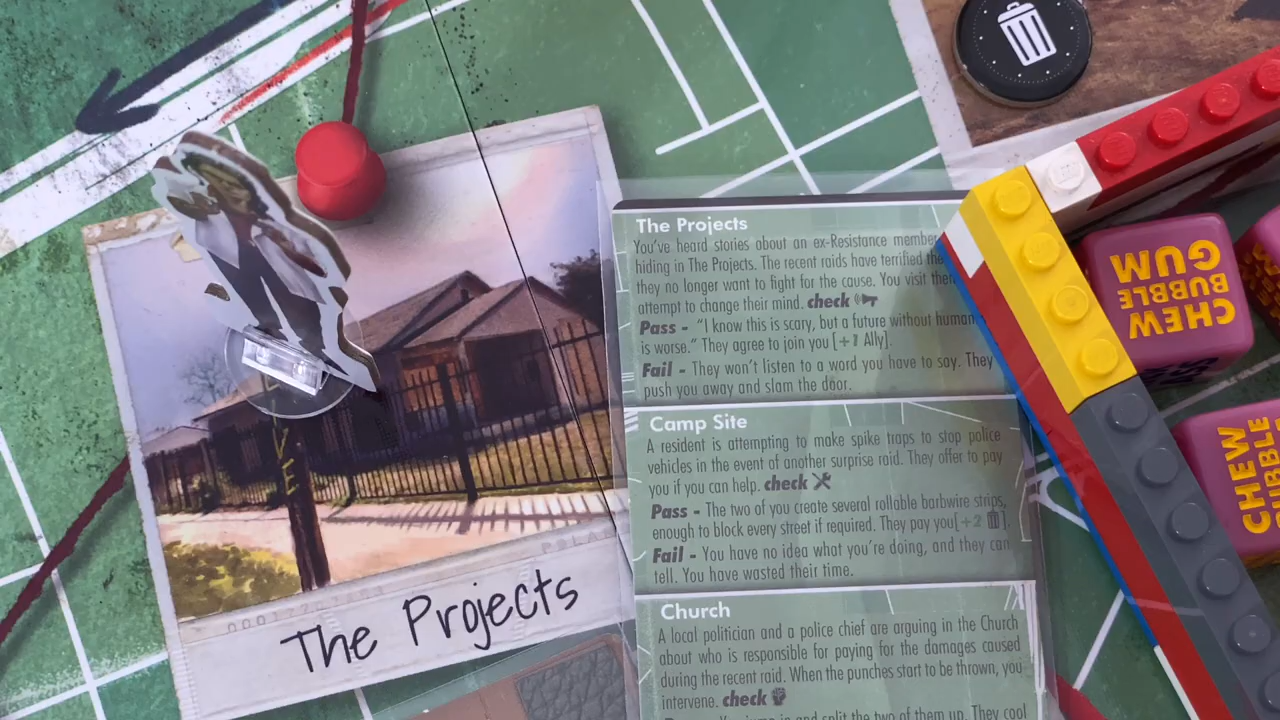 The Projects
You've heard stories about an ex-Resistance member
hiding in The Projects. The recent raids have terrified
they no longer want to fight for the cause. You visit
attempt to change their mind. check
Pass - "I know this is scary, but a future without human
is worse." They agree to join you [+1 Ally].
Fail - They won't listen to a word you have to say. They
push you away and slam the door.
Camp Site
A resident is attempting to make spike traps to stop police
vehicles in the event of another surprise raid. They offer to pay
you if you can help. check
Pass - The two of you create several rollable barbwire strips,
enough to block every street if required. They pay you[+2 ].
Fail - You have no idea what you're doing, and they can
tell. You have wasted their time.
Church
A local politician and a police chief are arguing in the Church
about who is responsible for paying for the damages caused
during the recent raid. When the punches start to be thrown, you
intervene. check
in and split the two of them up. They cool
The Projects
CHEW
BUBBLE
GUM
CHEW
BUBBLE